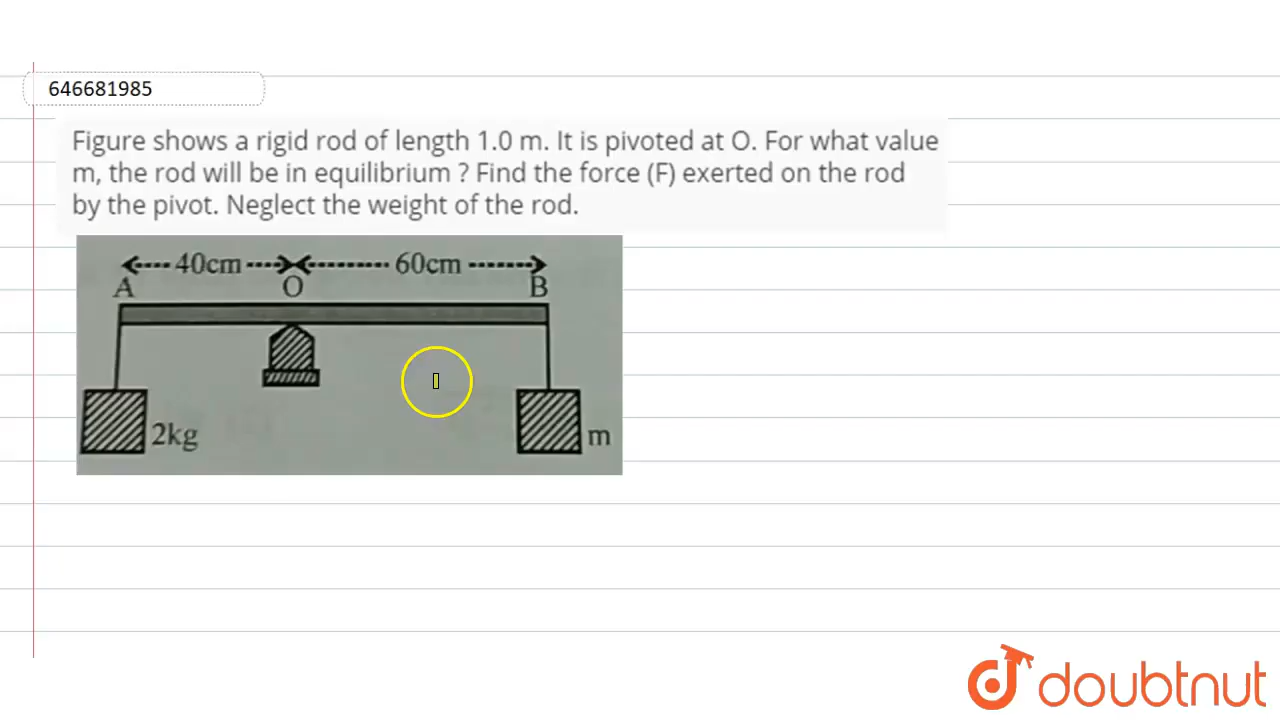 646681985
Figure shows a rigid rod of length 1.0 m. It is pivoted at O. For what value
m, the rod will be in equilibrium ? Find the force (F) exerted on the rod
by the pivot. Neglect the weight of the rod.
40cm 60cm
A O B
2kg m
doubtnut